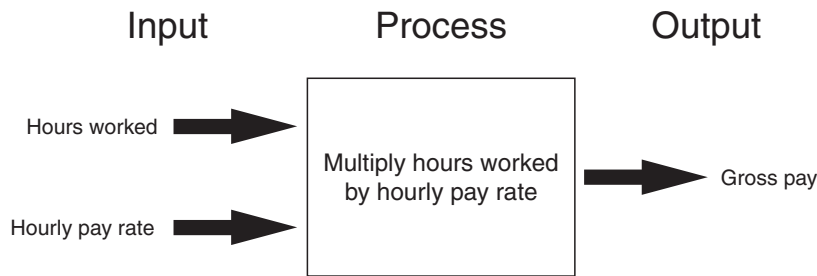 Input Process Output
Hours worked
Multiply hours worked
by hourly pay rate
Gross pay
Hourly pay rate